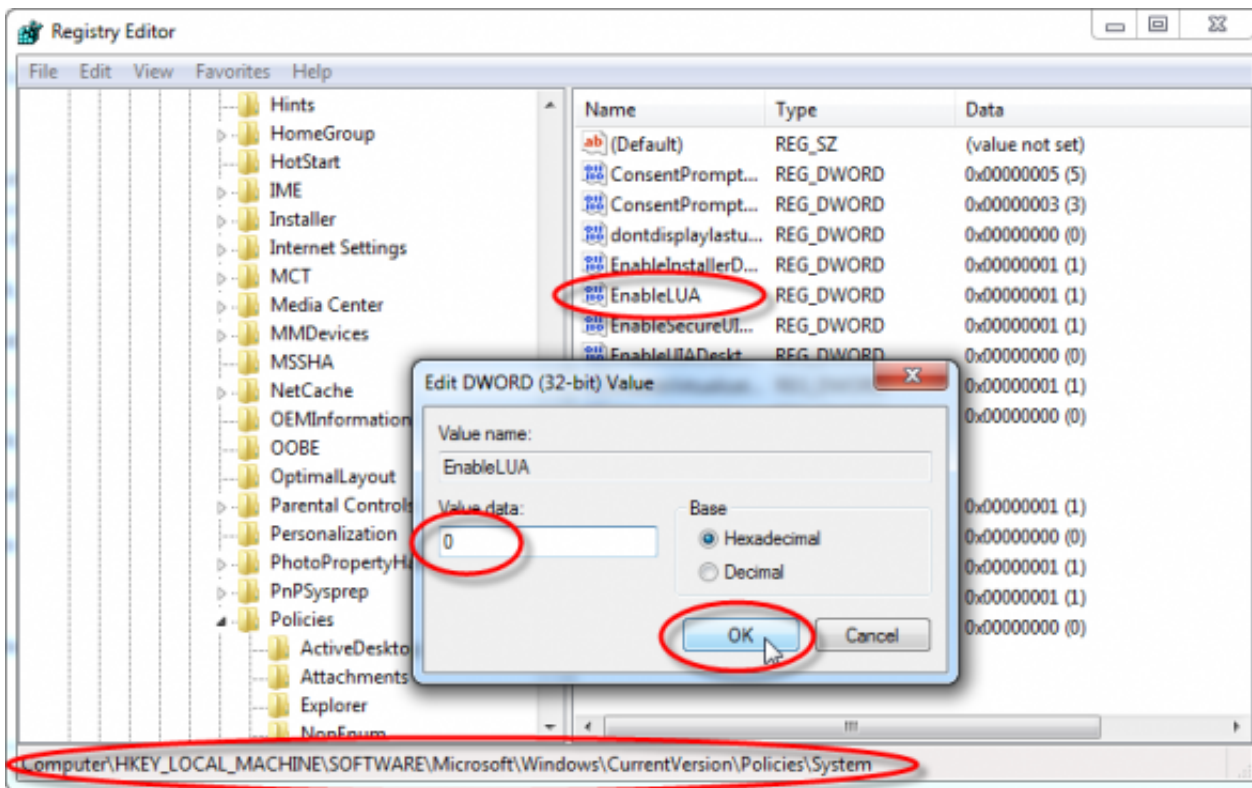 Registry Editor
File Edit View Favorites Help
Hints
HomeGroup
HotStart
IME
Installer
Internet Settings
MCT
Media Center
MMDevices
MSSHA
NetCache
OEMInformation
OOBE
OptimalLayout
Parental Controls
Personalization
PhotoPropertyHa
PnPSysprep
Policies
ActiveDeskto
Attachments
Explorer
NonEnum
Name Type Data
(Default) REG_SZ (value not set)
ConsentPrompt... REG_DWORD 0x00000005 (5)
ConsentPrompt... REG_DWORD 0x00000003 (3)
dontdisplaylastu... REG_DWORD 0x00000000 (0)
EnableInstallerD... REG_DWORD 0x00000001 (1)
EnableLUA REG_DWORD 0x00000001 (1)
EnableSecureUI... REG_DWORD 0x00000001 (1)
EnableUIADeskt... REG_DWORD 0x00000000 (0)
0x00000001 (1)
0x00000000 (0)
0x00000001 (1)
0x00000000 (0)
0x00000001 (1)
0x00000001 (1)
0x00000000 (0)
Edit DWORD (32-bit) Value
Value name:
EnableLUA
Value data:
0
Base
Hexadecimal
Decimal
OK Cancel
Computer\HKEY_LOCAL_MACHINE\SOFTWARE\Microsoft\Windows\CurrentVersion\Policies\System